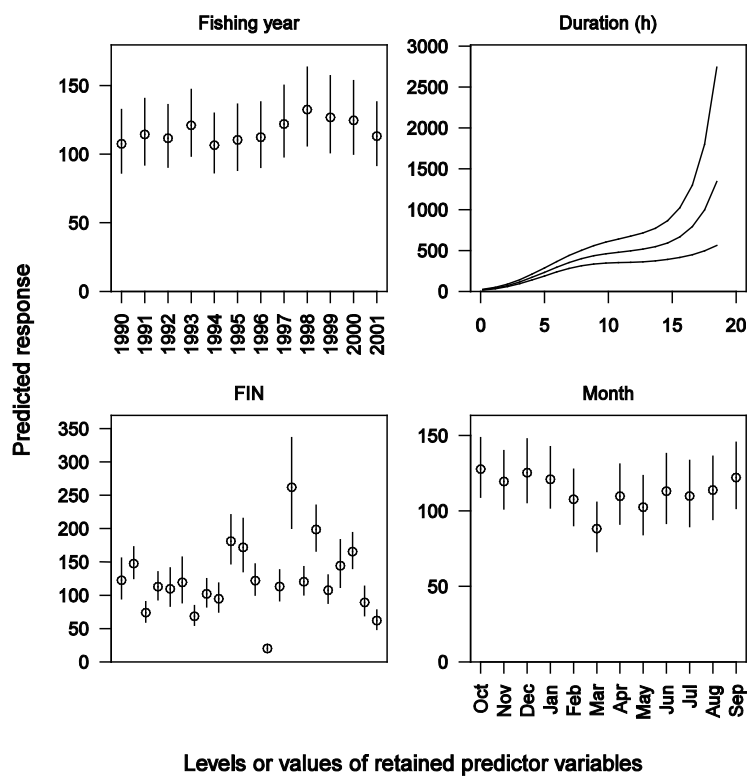 Fishing year
Duration (h)
150
100
50
0
1990
1991
1992
1993
1994
1995
1996
1997
1998
1999
2000
2001
3000
2500
2000
1500
1000
500
0
0 5 10 15 20
Predicted response
FIN
Month
350
300
250
200
150
100
50
0
150
100
50
0
Oct
Nov
Dec
Jan
Feb
Mar
Apr
May
Jun
Jul
Aug
Sep
Levels or values of retained predictor variables